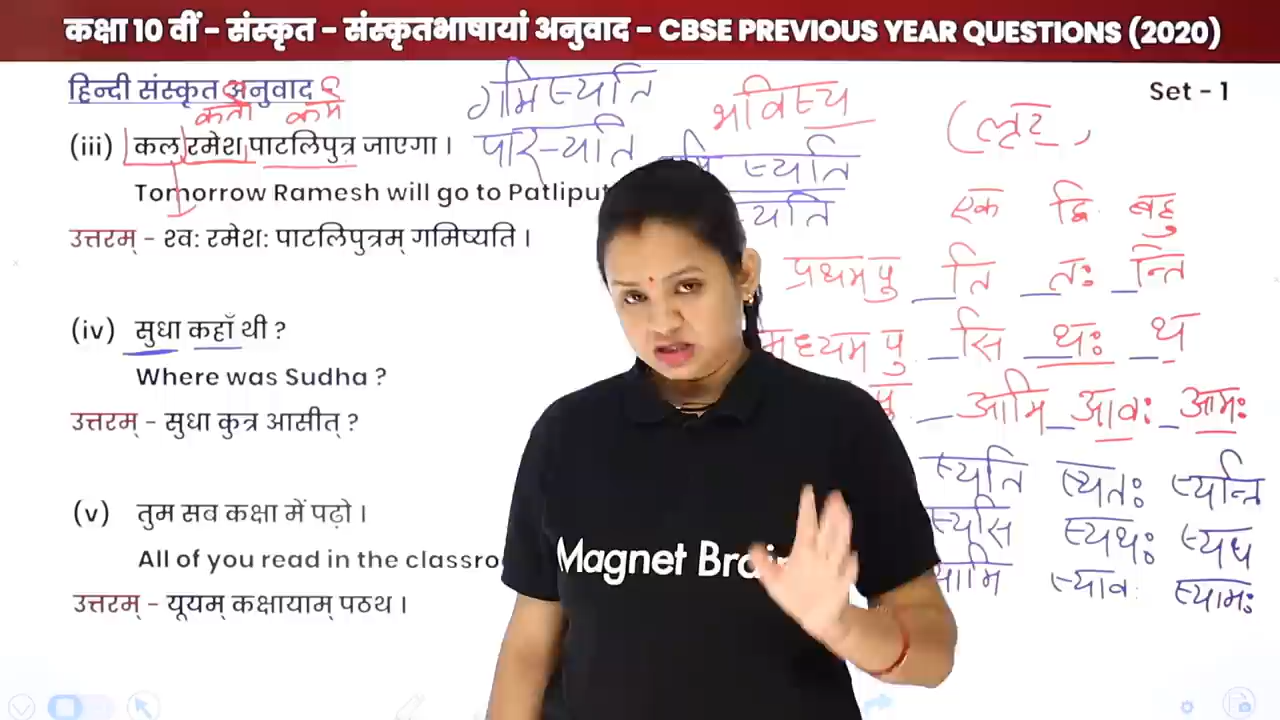 कक्षा 10 वीं - संस्कृत - संस्कृतभाषायां अनुवाद - CBSE PREVIOUS YEAR QUESTIONS (2020)
हिन्दी संस्कृत अनुवाद
Set - 1
कर्ता कर्म
(iii) कल रमेश पाटलिपुत्र जाएगा ।
Tomorrow Ramesh will go to Patliput
उत्तरम् - श्वः रमेशः पाटलिपुत्रम् गमिष्यति ।
(iv) सुधा कहाँ थी ?
Where was Sudha ?
उत्तरम् - सुधा कुत्र आसीत् ?
(v) तुम सब कक्षा में पढ़ो ।
All of you read in the classro
उत्तरम् - यूयम् कक्षायाम् पठथ ।
गमिस्यति
भविस्य
स्यति
स्यति
एक द्वि. बहु
प्रथमपु ति तः न्ति
मध्यमपु सि थः थ
पु आमि आवः आमः
स्यति स्यतः स्यन्ति
स्यसि स्यथः स्यथ
यामि स्यावः स्यामः
Magnet Brai